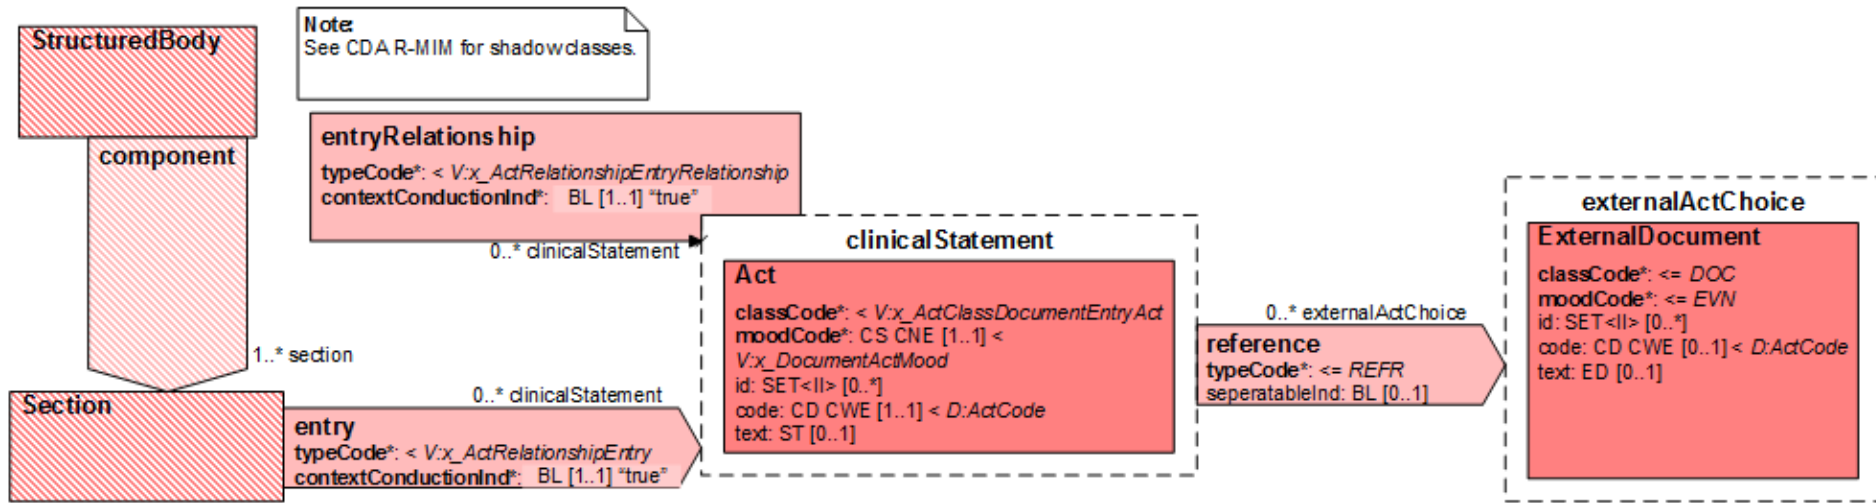 StructuredBody
Note:
See CDA R-MIM for shadow classes.
component
entryRelationship
typeCode*: < V:x_ActRelationshipEntryRelationship
contextConductionInd*: BL [1..1] “true”
0..* clinicalStatement
clinicalStatement
Act
classCode*: < V:x_ActClassDocumentEntryAct
moodCode*: CS CNE [1..1] <
V:x_DocumentActMood
id: SET<II> [0..*]
code: CD CWE [1..1] < D:ActCode
text: ST [0..1]
externalActChoice
ExternalDocument
classCode*: <= DOC
moodCode*: <= EVN
id: SET<II> [0..*]
code: CD CWE [0..1] < D:ActCode
text: ED [0..1]
0..* externalActChoice
reference
typeCode*: <= REFR
seperatableInd: BL [0..1]
1..* section
Section
0..* clinicalStatement
entry
typeCode*: < V:x_ActRelationshipEntry
contextConductionInd*: BL [1..1] “true”